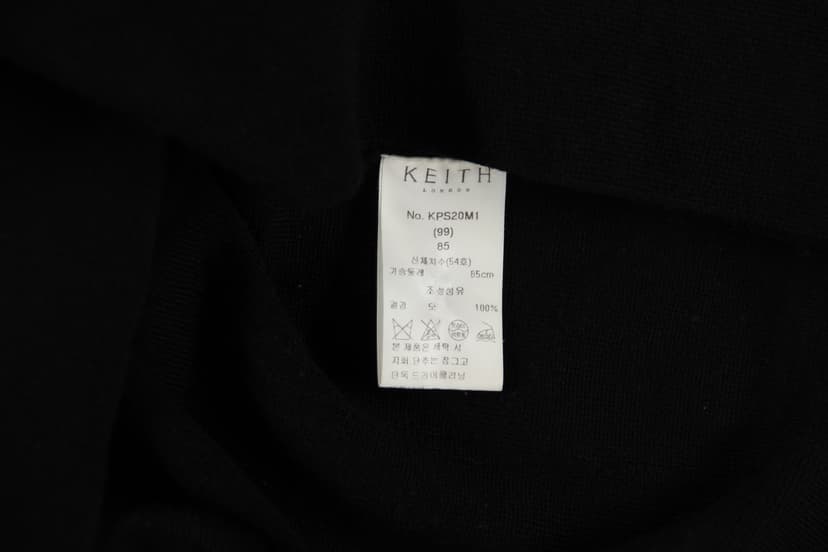 KEITH
LONDON
No. KPS20M1
(99)
85
신체치수(54호)
가슴둘레 85cm
조성섬유
겉감 모 100%
본 제품은 세탁 시
지퍼 단추는 잠그고
단독 드라이클리닝